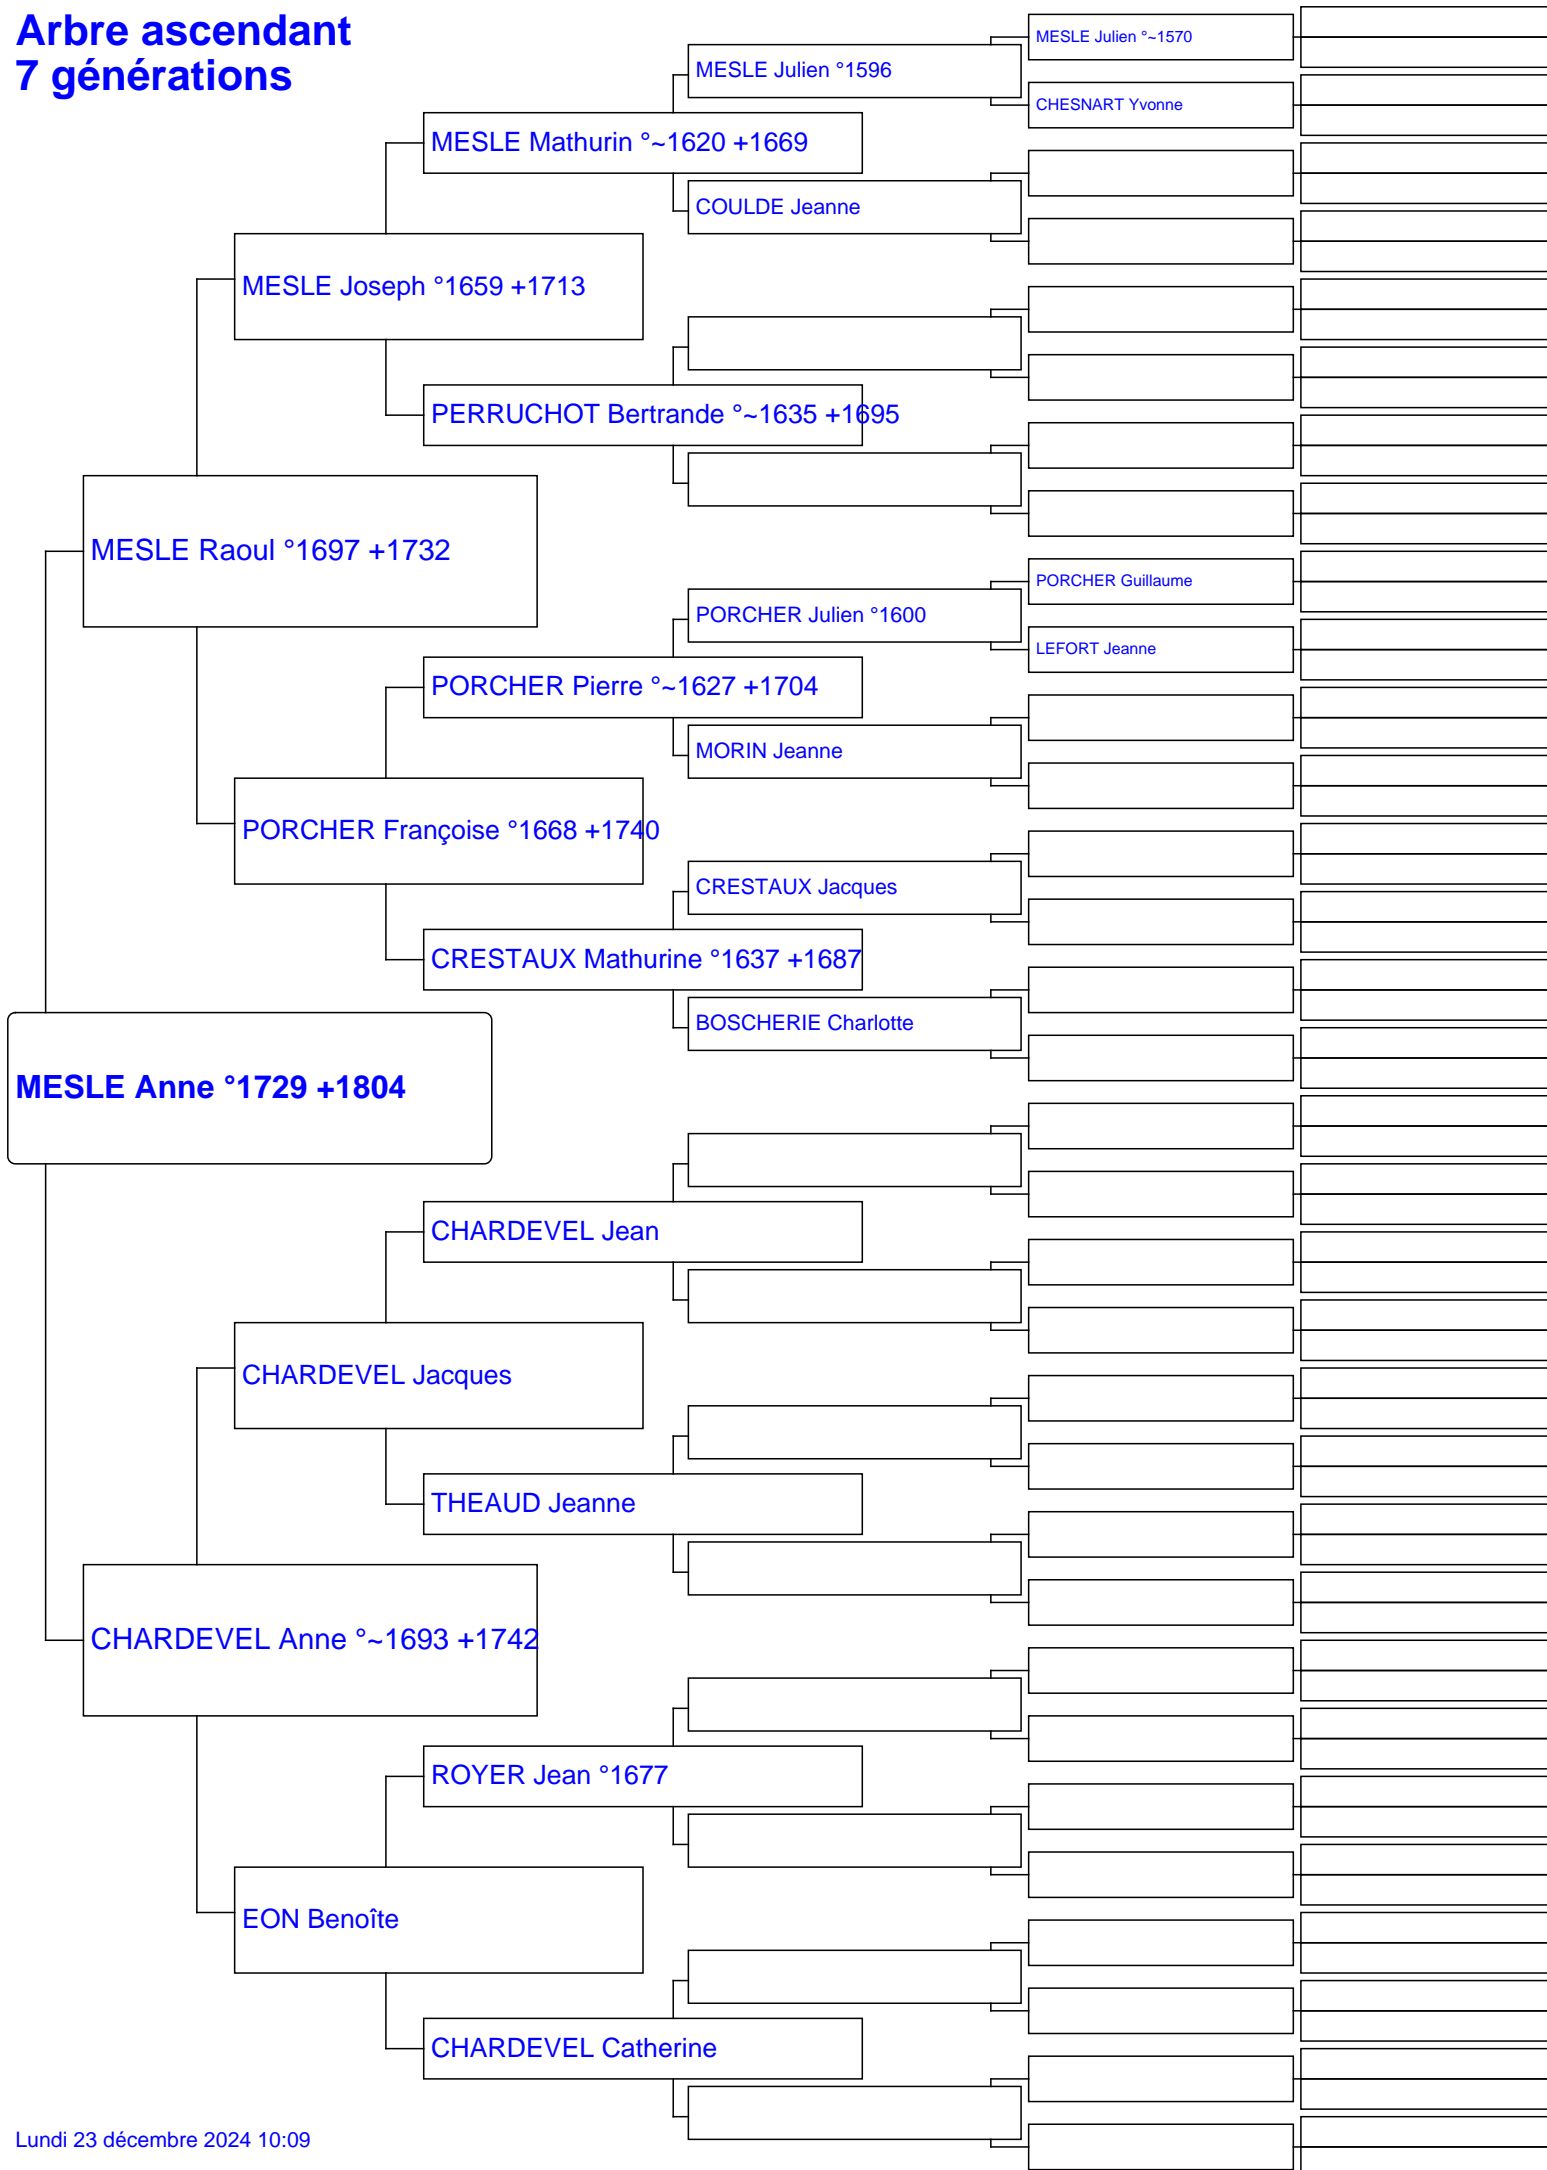 Arbre ascendant
7 générations
MESLE Julien °~1570
MESLE Julien °1596
CHESNART Yvonne
MESLE Mathurin °~1620 +1669
COULDE Jeanne
MESLE Joseph °1659 +1713
PERRUCHOT Bertrande °~1635 +1695
MESLE Raoul °1697 +1732
PORCHER Guillaume
PORCHER Julien °1600
LEFORT Jeanne
PORCHER Pierre °~1627 +1704
MORIN Jeanne
PORCHER Françoise °1668 +1740
CRESTAUX Jacques
CRESTAUX Mathurine °1637 +1687
BOSCHERIE Charlotte
MESLE Anne °1729 +1804
CHARDEVEL Jean
CHARDEVEL Jacques
THEAUD Jeanne
CHARDEVEL Anne °~1693 +1742
ROYER Jean °1677
EON Benoîte
CHARDEVEL Catherine
Lundi 23 décembre 2024 10:09